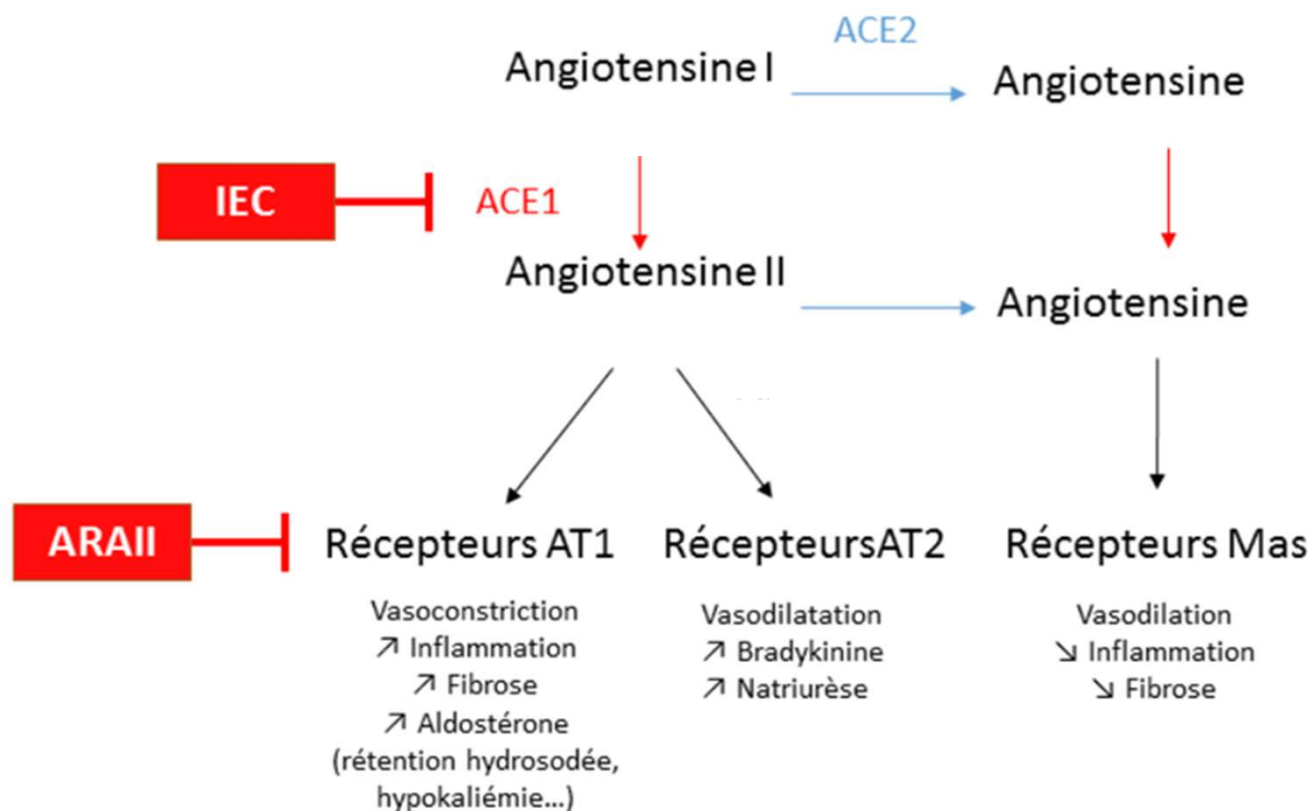 ACE2
Angiotensine I
Angiotensine
IEC
ACE1
Angiotensine II
Angiotensine
ARAII
Récepteurs AT1
RécepteursAT2
Récepteurs Mas
Vasoconstriction
↗ Inflammation
↗ Fibrose
↗ Aldostérone
(rétention hydrosodée,
hypokaliémie...)
Vasodilatation
↗ Bradykinine
↗ Natriurèse
Vasodilation
↘ Inflammation
↘ Fibrose